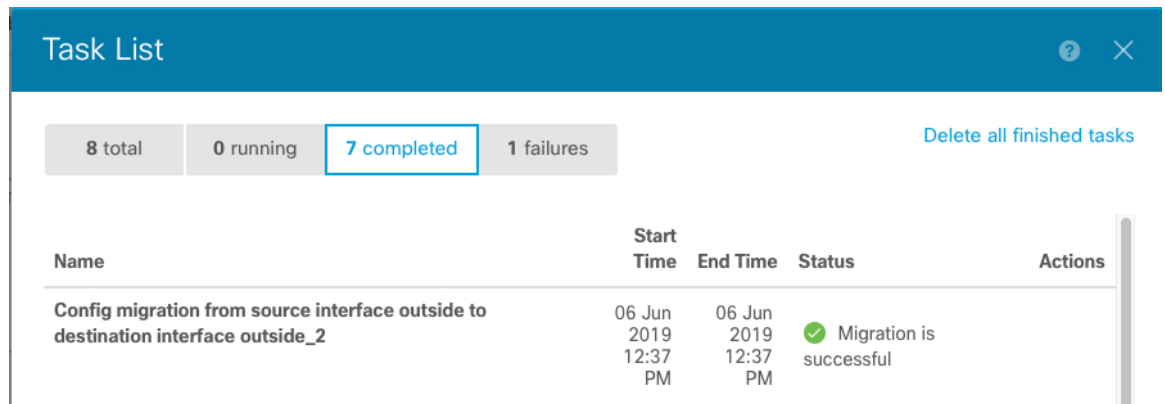 Task List
8 total 0 running 7 completed 1 failures Delete all finished tasks
Start
Name Time End Time Status Actions
Config migration from source interface outside to 06 Jun 06 Jun
destination interface outside_2 2019 2019 Migration is
12:37 12:37 successful
PM PM